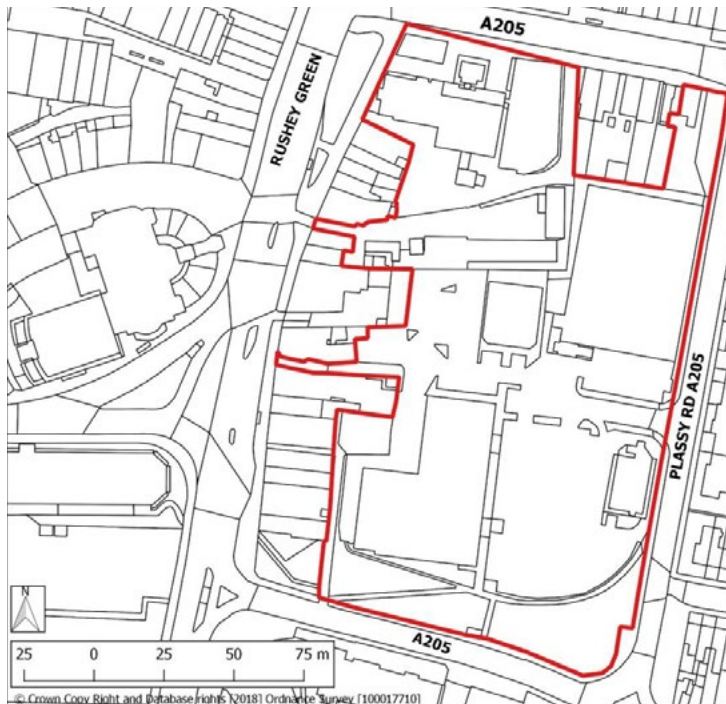 A205
RUSHEY GREEN
PLASSY RD A205
A205
N
25 0 25 50 75 m
© Crown Copy Right and Database rights [2018] Ordnance Survey [100017710]